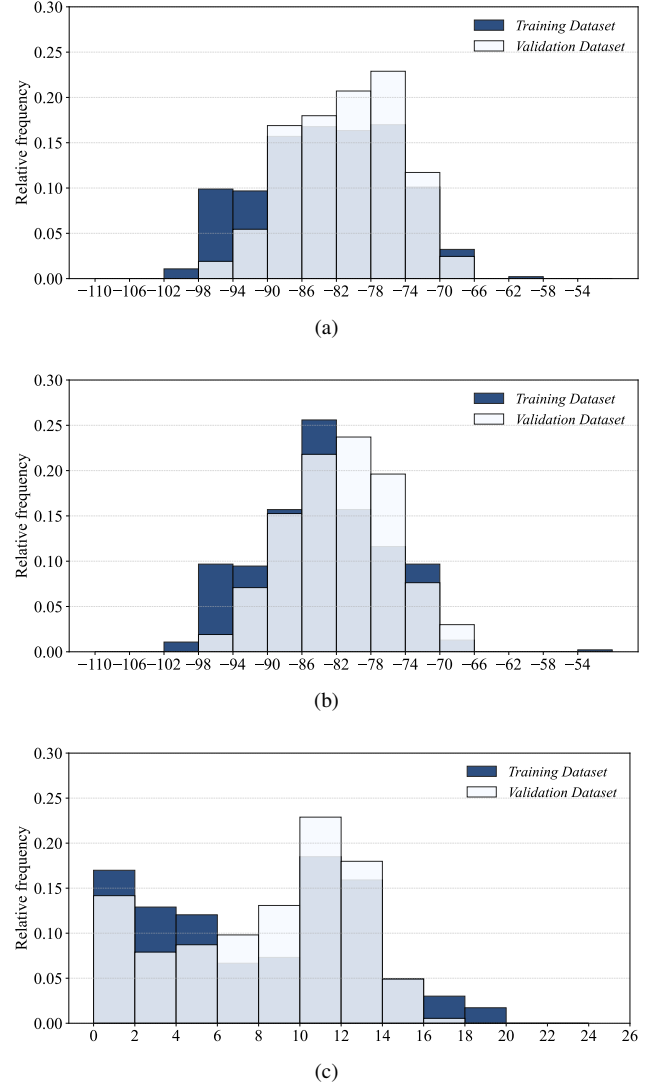 0.30
0.25
0.20
0.15
0.10
0.05
0.00
Relative frequency
Training Dataset
Validation Dataset
−110 −106 −102 −98 −94 −90 −86 −82 −78 −74 −70 −66 −62 −58 −54
(a)
0.30
0.25
0.20
0.15
0.10
0.05
0.00
Relative frequency
Training Dataset
Validation Dataset
−110 −106 −102 −98 −94 −90 −86 −82 −78 −74 −70 −66 −62 −58 −54
(b)
0.30
0.25
0.20
0.15
0.10
0.05
0.00
Relative frequency
Training Dataset
Validation Dataset
0 2 4 6 8 10 12 14 16 18 20 22 24 26
(c)